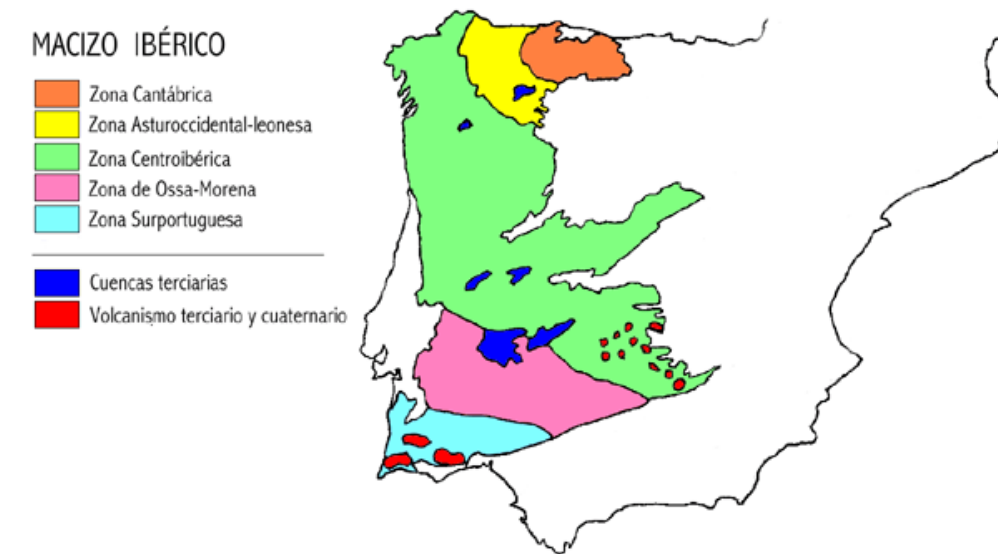 MACIZO IBÉRICO
Zona Cantábrica
Zona Asturoccidental-leonesa
Zona Centroibérica
Zona de Ossa-Morena
Zona Surportuguesa
Cuencas terciarias
Volcanismo terciario y cuaternario